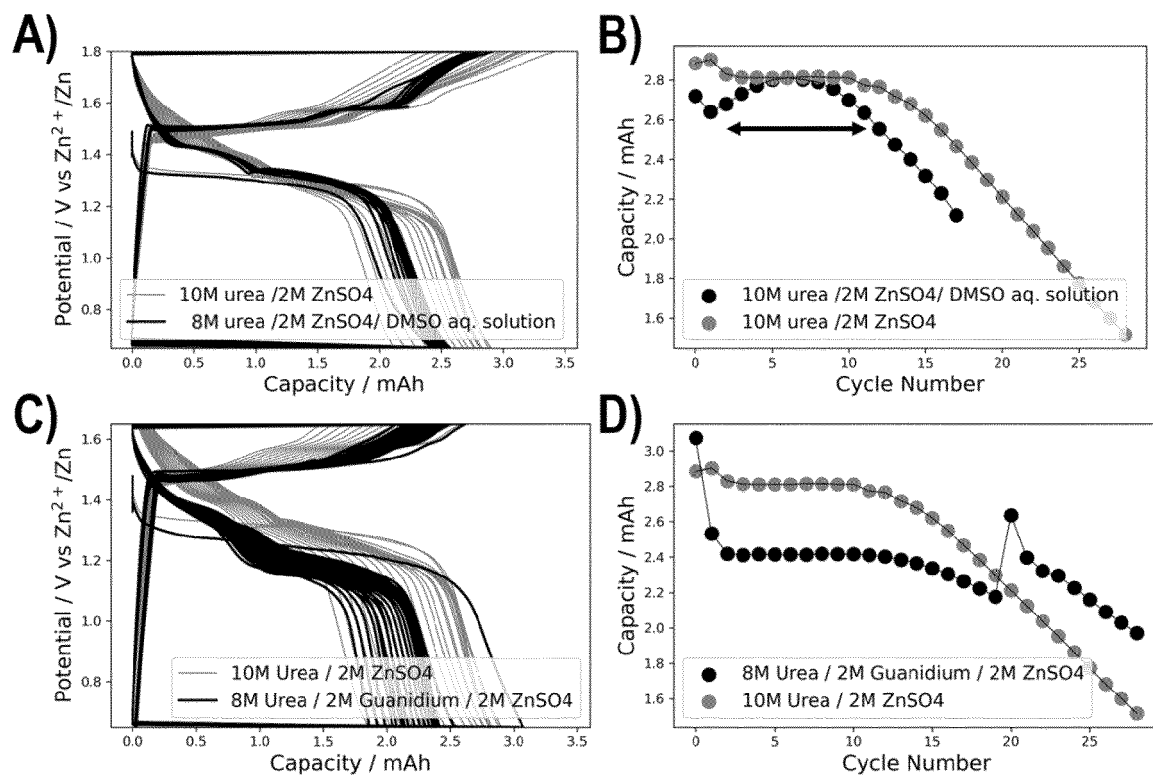 A)
1.8
1.6
1.4
1.2
1.0
0.8
Potential / V vs Zn²⁺/Zn
10M urea /2M ZnSO4
8M urea /2M ZnSO4/ DMSO aq. solution
0.0 0.5 1.0 1.5 2.0 2.5 3.0 3.5
Capacity / mAh
B)
2.8
2.6
2.4
2.2
2.0
1.8
1.6
Capacity / mAh
10M urea /2M ZnSO4/ DMSO aq. solution
10M urea /2M ZnSO4
0 5 10 15 20 25
Cycle Number
C)
1.6
1.4
1.2
1.0
0.8
Potential / V vs Zn²⁺/Zn
10M Urea / 2M ZnSO4
8M Urea / 2M Guanidium / 2M ZnSO4
0.0 0.5 1.0 1.5 2.0 2.5 3.0 3.5
Capacity / mAh
D)
3.0
2.8
2.6
2.4
2.2
2.0
1.8
1.6
Capacity / mAh
8M Urea / 2M Guanidium / 2M ZnSO4
10M Urea / 2M ZnSO4
0 5 10 15 20 25
Cycle Number